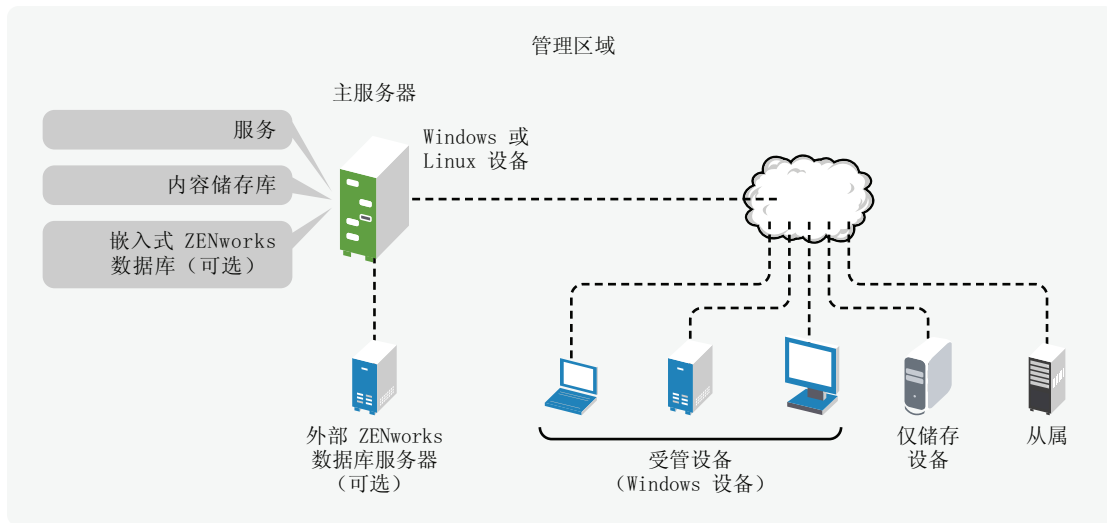 管理区域
主服务器
服务
内容储存库
嵌入式 ZENworks
数据库（可选）
Windows 或
Linux 设备
外部 ZENworks
数据库服务器
（可选）
受管设备
（Windows 设备）
仅储存
设备
从属